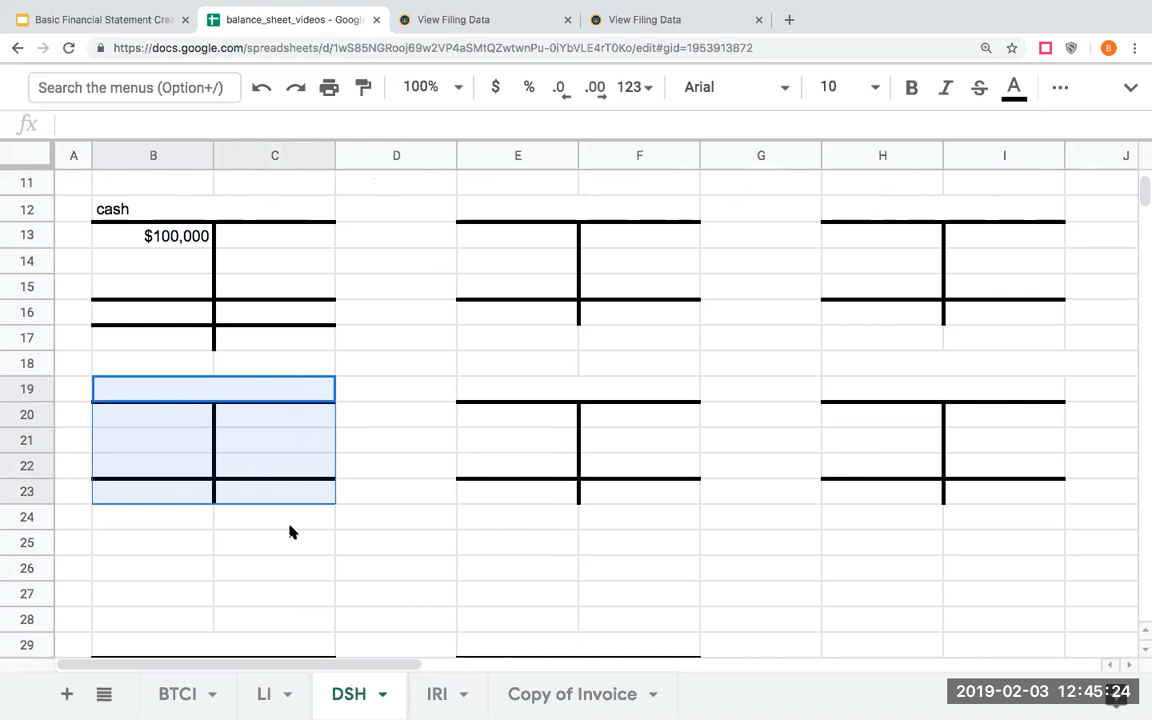 Basic Financial Statement Crea
balance_sheet_videos - Google
View Filing Data
View Filing Data
https://docs.google.com/spreadsheets/d/1wS85NGRooj69w2VP4aSMtQZwtwnPu-0iYbVLE4rT0Ko/edit#gid=1953913872
B
Search the menus (Option+/)
100%
$ % .0 .00 123
Arial
10
B I S A
fx
A B C D E F G H I J
11
12 cash
13 $100,000
14
15
16
17
18
19
20
21
22
23
24
25
26
27
28
29
BTCI LI DSH IRI Copy of Invoice
2019-02-03 12:45:24